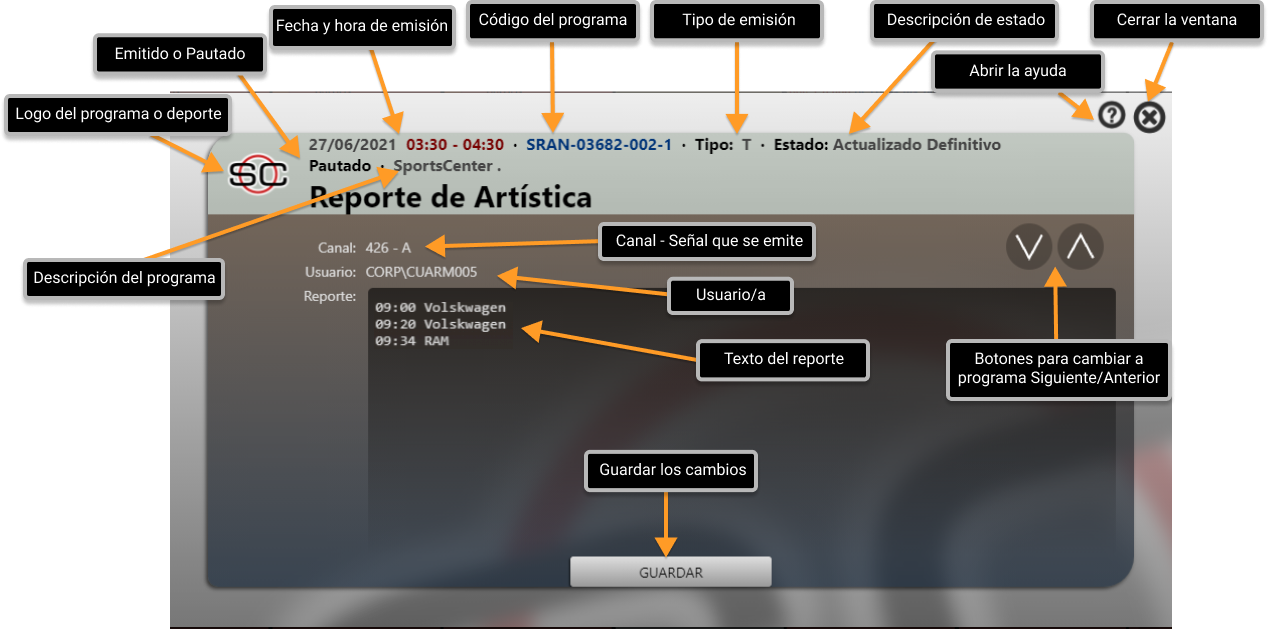 Fecha y hora de emisión
Código del programa
Tipo de emisión
Descripción de estado
Cerrar la ventana
Emitido o Pautado
Abrir la ayuda
Logo del programa o deporte
?
27/06/2021 03:30 - 04:30 · SRAN-03682-002-1 · Tipo: T · Estado: Actualizado Definitivo
SC
Pautado · SportsCenter .
Reporte de Artística
Canal: 426 - A
Canal - Señal que se emite
Descripción del programa
Usuario: CORP\CUARM005
Usuario/a
Reporte:
09:00 Volskwagen
09:20 Volskwagen
09:34 RAM
Texto del reporte
Botones para cambiar a
programa Siguiente/Anterior
Guardar los cambios
GUARDAR